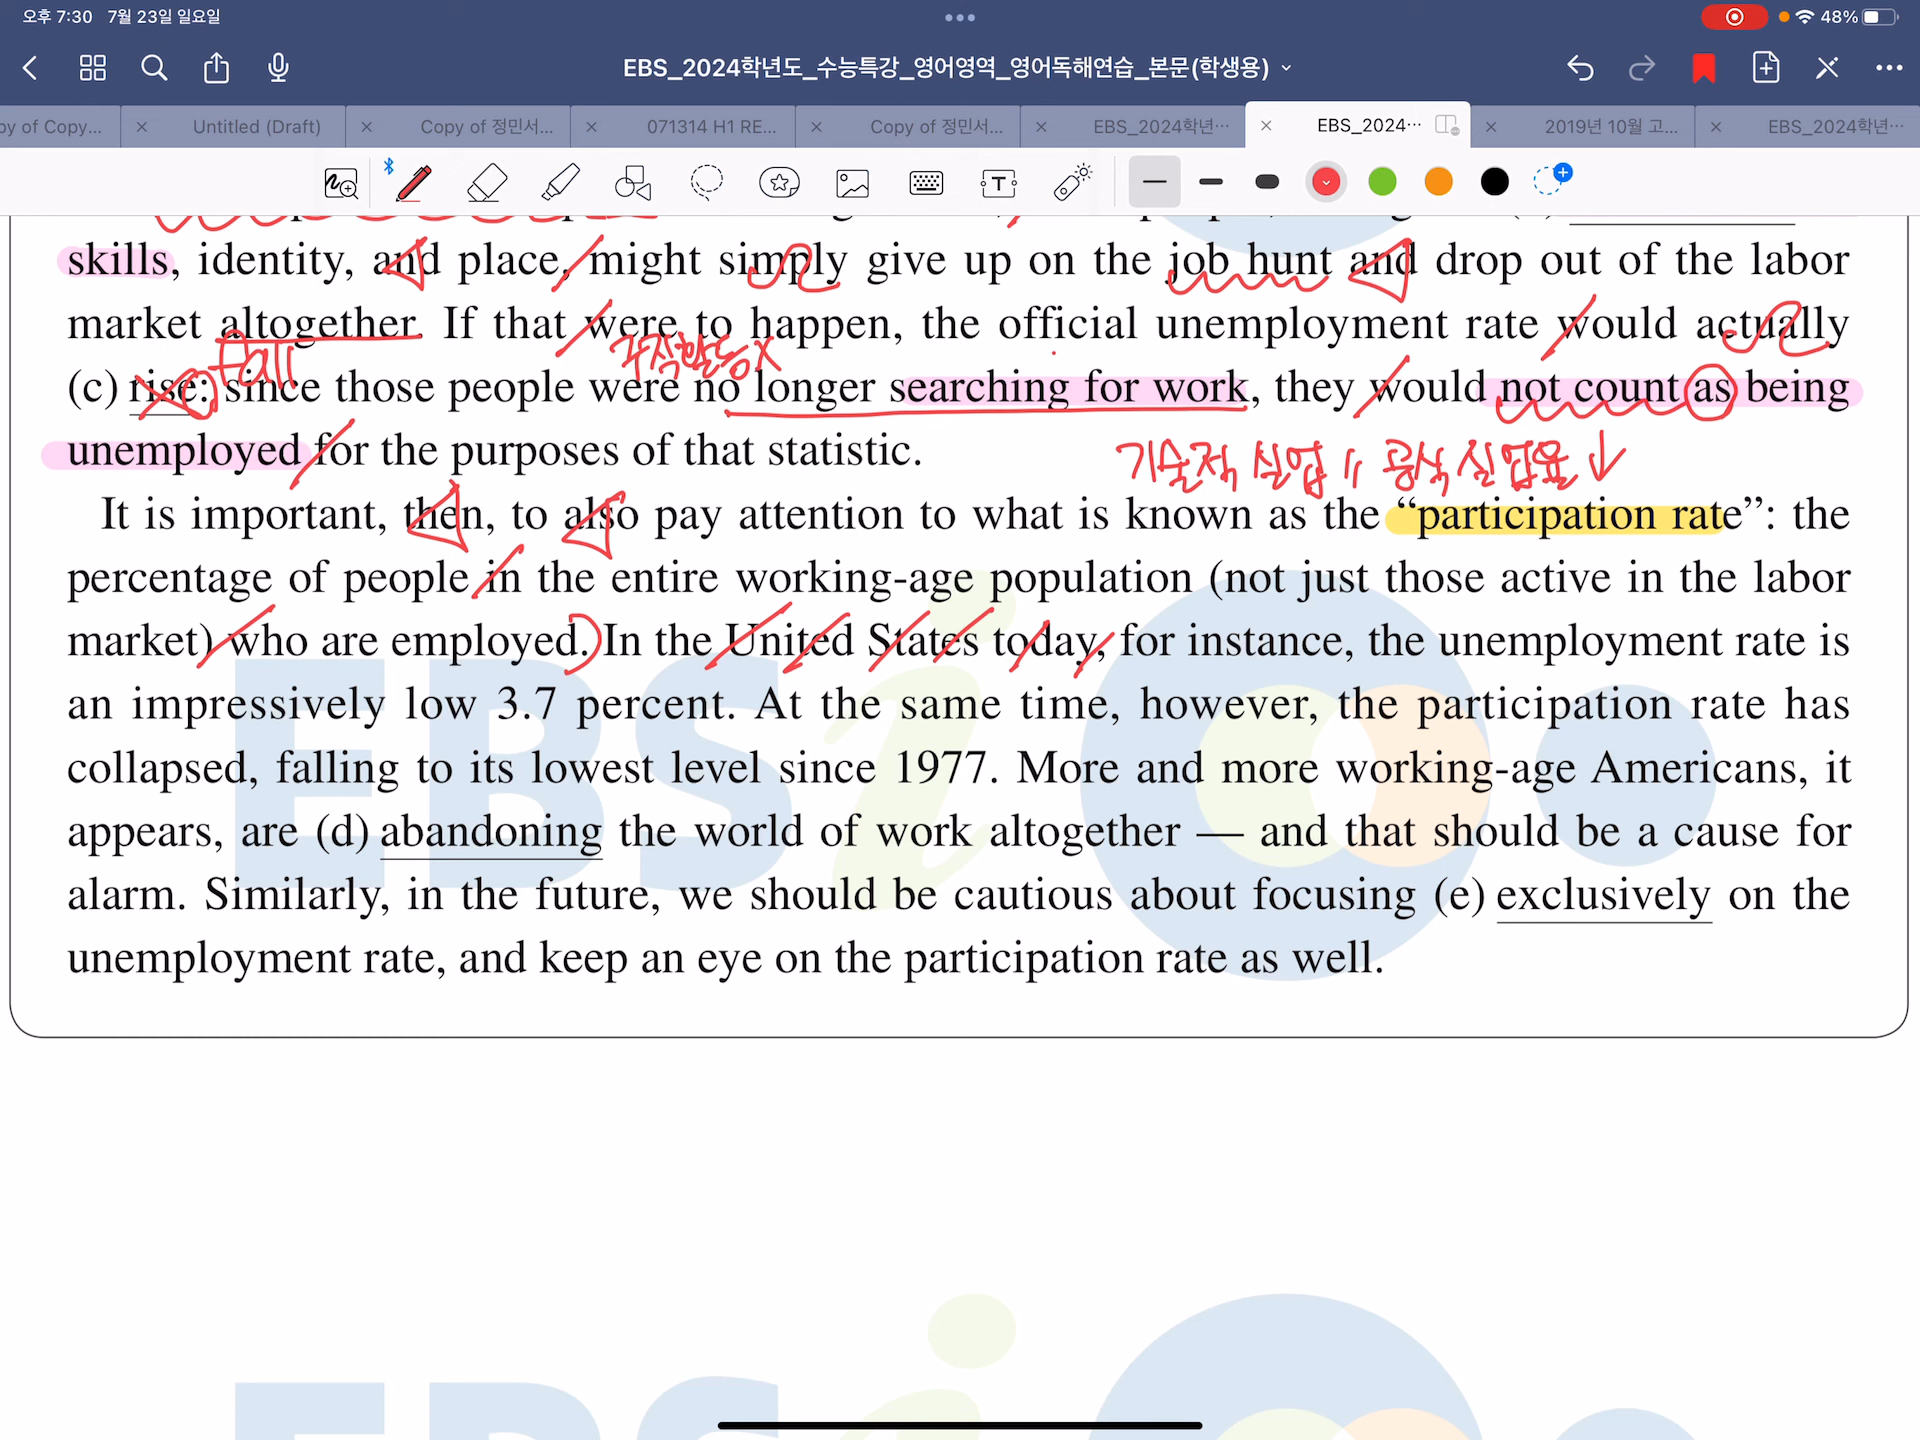 오후 7:30 7월 23일 일요일
48%
EBS_2024학년도_수능특강_영어영역_영어독해연습_본문(학생용)
py of Copy...
Untitled (Draft)
Copy of 정민서...
071314 H1 RE...
Copy of 정민서...
EBS_2024학년...
EBS_2024...
2019년 10월 고...
EBS_2024학년...
skills, identity, and place, might simply give up on the job hunt and drop out of the labor
market altogether. If that were to happen, the official unemployment rate would actually
fall 구직활동x
(c) rise: since those people were no longer searching for work, they would not count as being
unemployed for the purposes of that statistic.
기술적 실업 〃 공식 실업율↓
It is important, then, to also pay attention to what is known as the “participation rate”: the
percentage of people in the entire working-age population (not just those active in the labor
market) who are employed. In the United States today, for instance, the unemployment rate is
an impressively low 3.7 percent. At the same time, however, the participation rate has
collapsed, falling to its lowest level since 1977. More and more working-age Americans, it
appears, are (d) abandoning the world of work altogether — and that should be a cause for
alarm. Similarly, in the future, we should be cautious about focusing (e) exclusively on the
unemployment rate, and keep an eye on the participation rate as well.
EBSi
EBSi